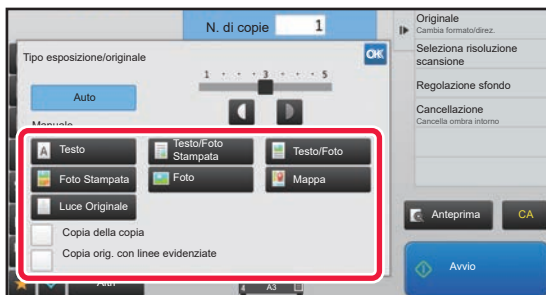 N. di copie 1
Tipo esposizione/originale
OK
1 · · · 3 · · · 5
Auto
Manuale
Testo
Testo/Foto
Stampata
Testo/Foto
Foto Stampata
Foto
Mappa
Luce Originale
Copia della copia
Copia orig. con linee evidenziate
Altri
A3
Originale
Cambia formato/direz.
Seleziona risoluzione
scansione
Regolazione sfondo
Cancellazione
Cancella ombra intorno
Anteprima
CA
Avvio